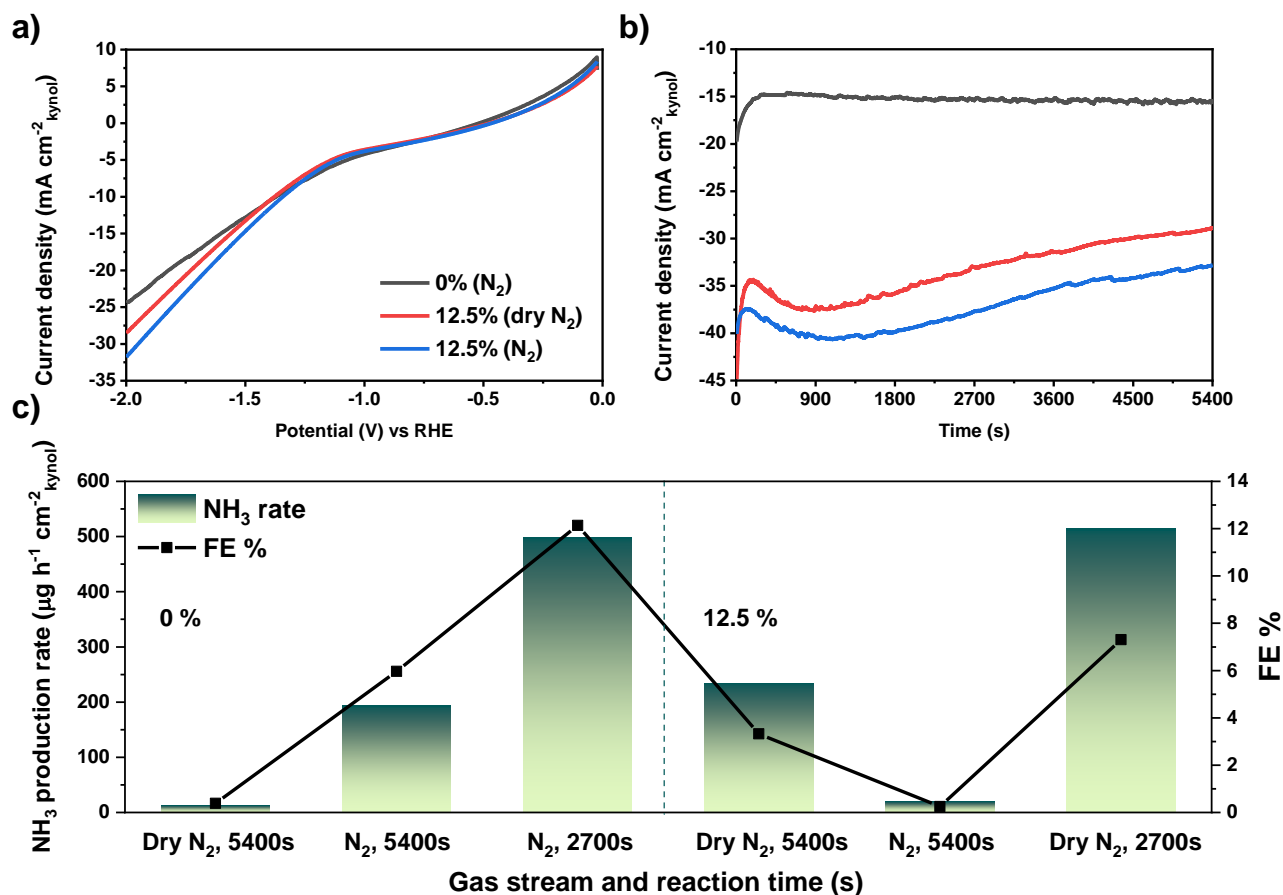 a)
Current density (mA cm⁻²kynol)
10
5
0
-5
-10
-15
-20
-25
-30
-35
0% (N₂)
12.5% (dry N₂)
12.5% (N₂)
-2.0 -1.5 -1.0 -0.5 0.0
Potential (V) vs RHE
b)
Current density (mA cm⁻²kynol)
-10
-15
-20
-25
-30
-35
-40
-45
0 900 1800 2700 3600 4500 5400
Time (s)
c)
NH₃ production rate (μg h⁻¹ cm⁻²kynol)
600
500
400
300
200
100
0
NH₃ rate
FE %
0 %
12.5 %
14
12
10
8
6
4
2
0
FE %
Dry N₂, 5400s N₂, 5400s N₂, 2700s Dry N₂, 5400s N₂, 5400s Dry N₂, 2700s
Gas stream and reaction time (s)